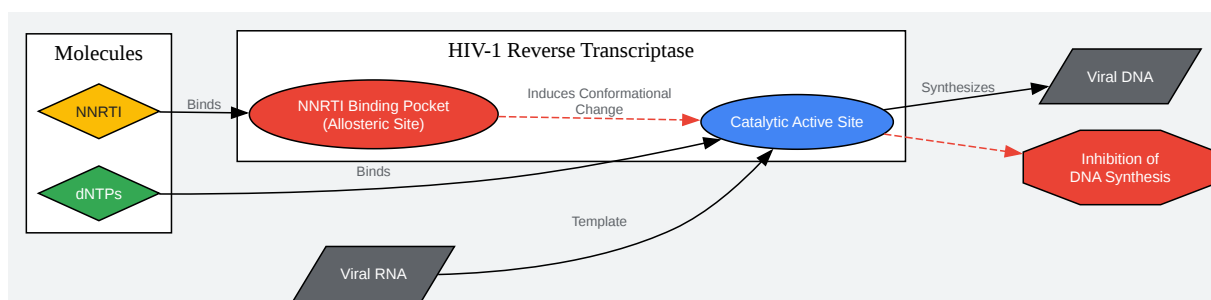 Molecules
HIV-1 Reverse Transcriptase
NNRTI
Binds
NNRTI Binding Pocket
(Allosteric Site)
Induces Conformational
Change
Catalytic Active Site
Synthesizes
Viral DNA
Inhibition of
DNA Synthesis
dNTPs
Binds
Template
Viral RNA